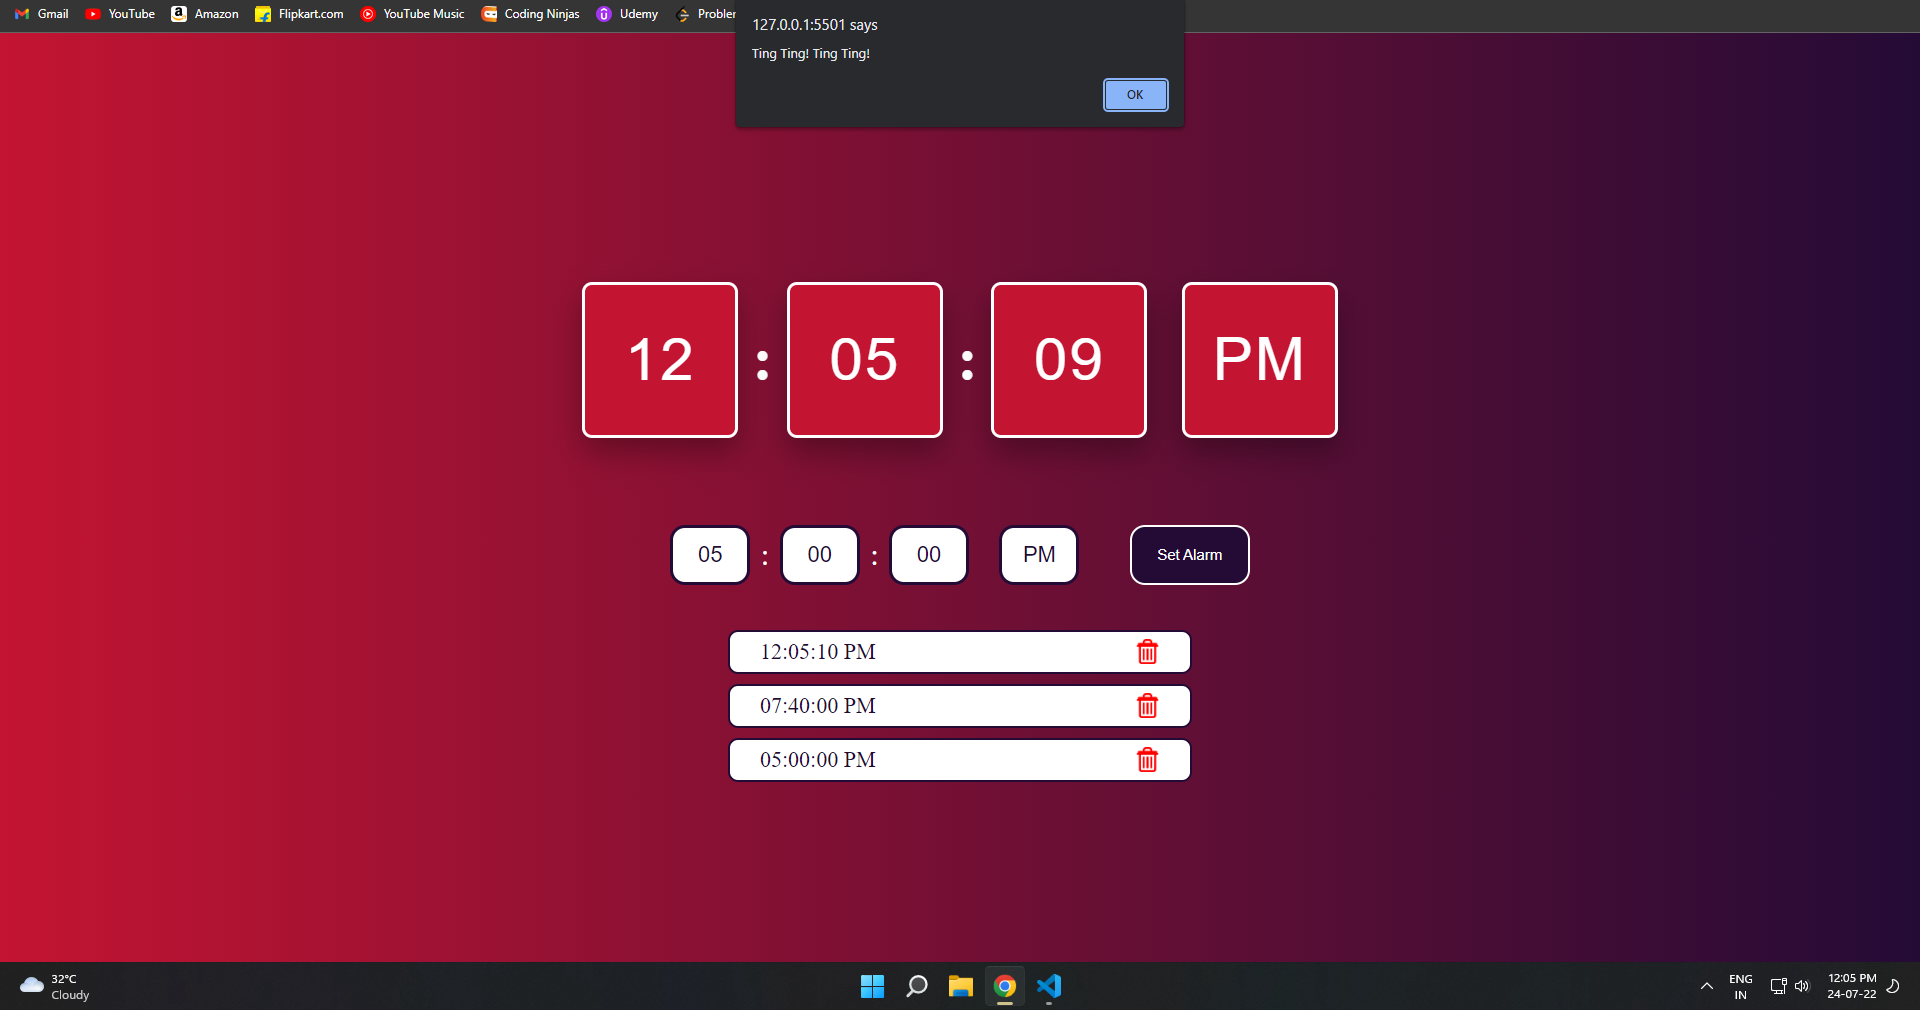 Gmail YouTube Amazon Flipkart.com YouTube Music Coding Ninjas Udemy
127.0.0.1:5501 says
Ting Ting! Ting Ting!
OK
12 : 05 : 09 PM
05 : 00 : 00 PM Set Alarm
12:05:10 PM
07:40:00 PM
05:00:00 PM
32°C
Cloudy
ENG
IN
12:05 PM
24-07-22